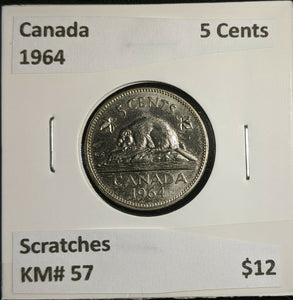 Canada 5 Cents
1964
5 CENTS
CANADA
1964
Scratches
KM# 57 $12